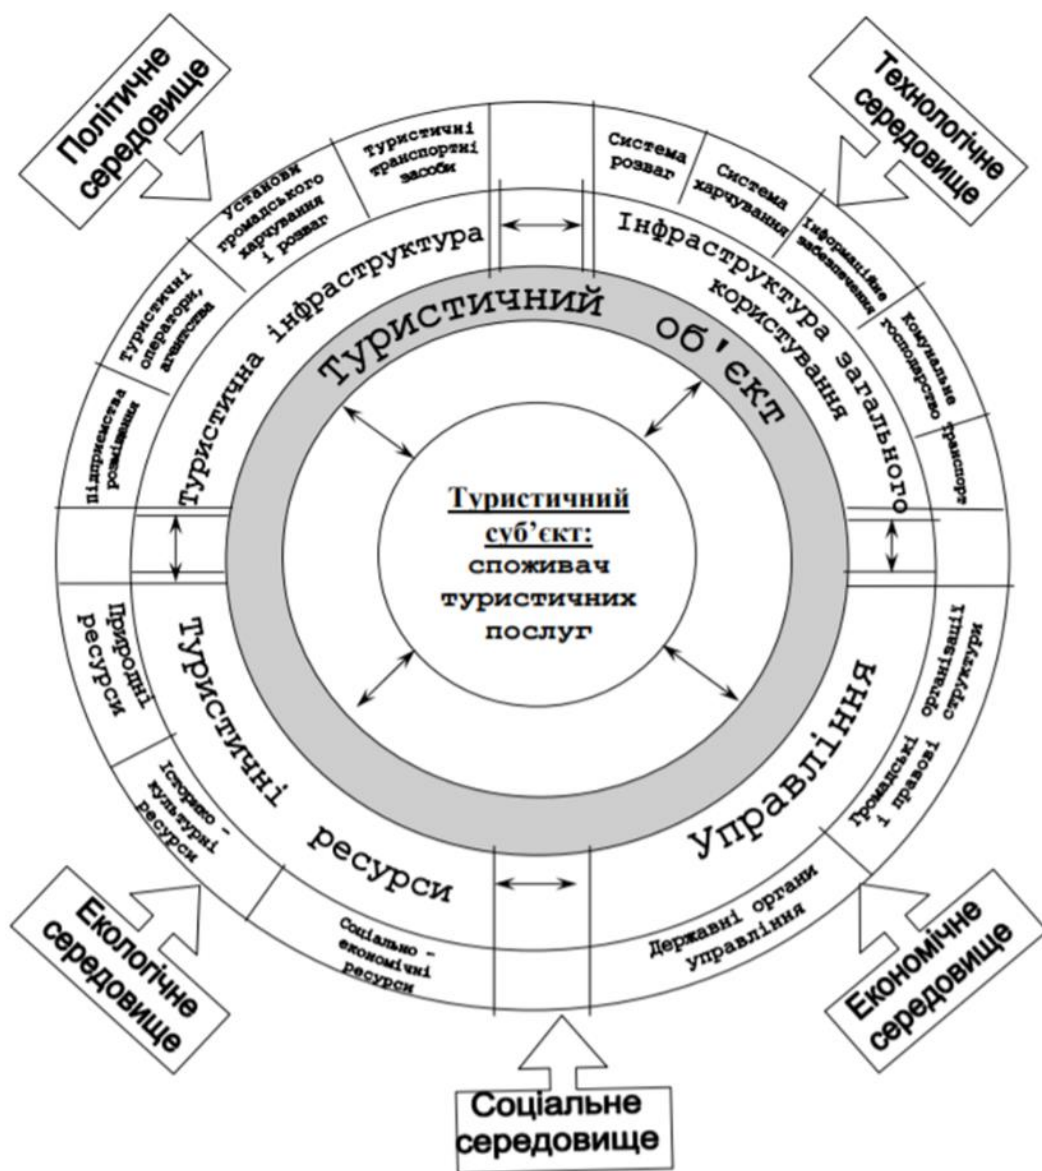 Політичне
середовище
Технологічне
середовище
Туристичні
транспортні
засоби
Установи
громадського
харчування
і розваг
Туристичні
оператори,
агентства
Підприємства
розміщення
Система
розваг
Система
харчування
Інформаційне
забезпечення
Комунальне
господарство
Транспорт
Туристична інфраструктура
Інфраструктура загального
користування
Туристичний об'єкт
Туристичний
суб’єкт:
споживач
туристичних
послуг
Природні
ресурси
Історико -
культурні
ресурси
Соціально -
економічні
ресурси
Туристичні ресурси
Управління
Громадські організації
і правові структури
Державні органи
управління
Екологічне
середовище
Економічне
середовище
Соціальне
середовище